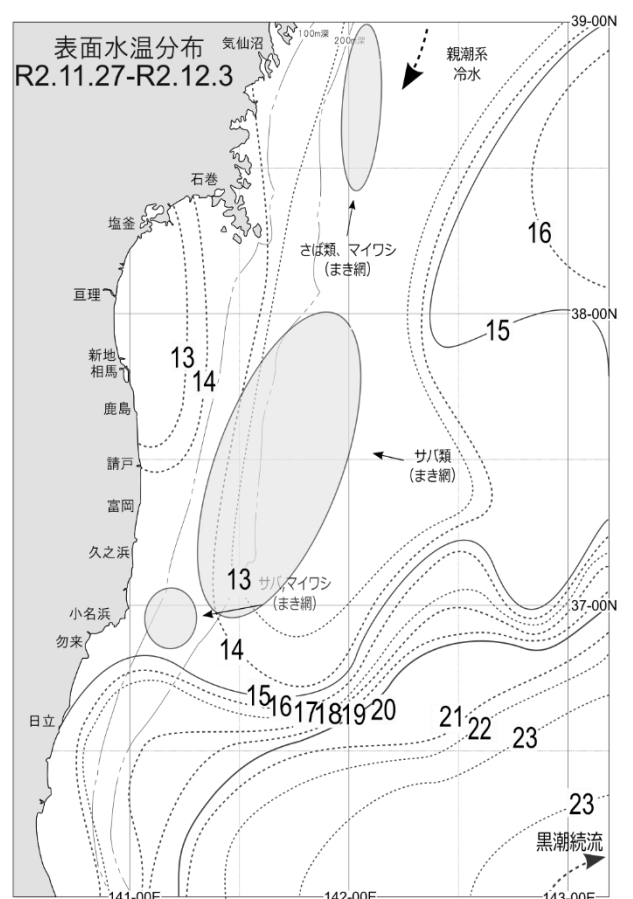 表面水温分布
R2.11.27-R2.12.3
気仙沼
100m深
200m深
親潮系
冷水
39-00N
石巻
塩釜
16
さば類、マイワシ
(まき網)
亘理
38-00N
15
新地
相馬
13
14
鹿島
請戸
サバ類
(まき網)
富岡
久之浜
13
サバ,マイワシ
(まき網)
小名浜
37-00N
勿来
14
15
16
17
18
19
20
21
22
23
日立
23
黒潮続流
141-00E
142-00E
143-00E